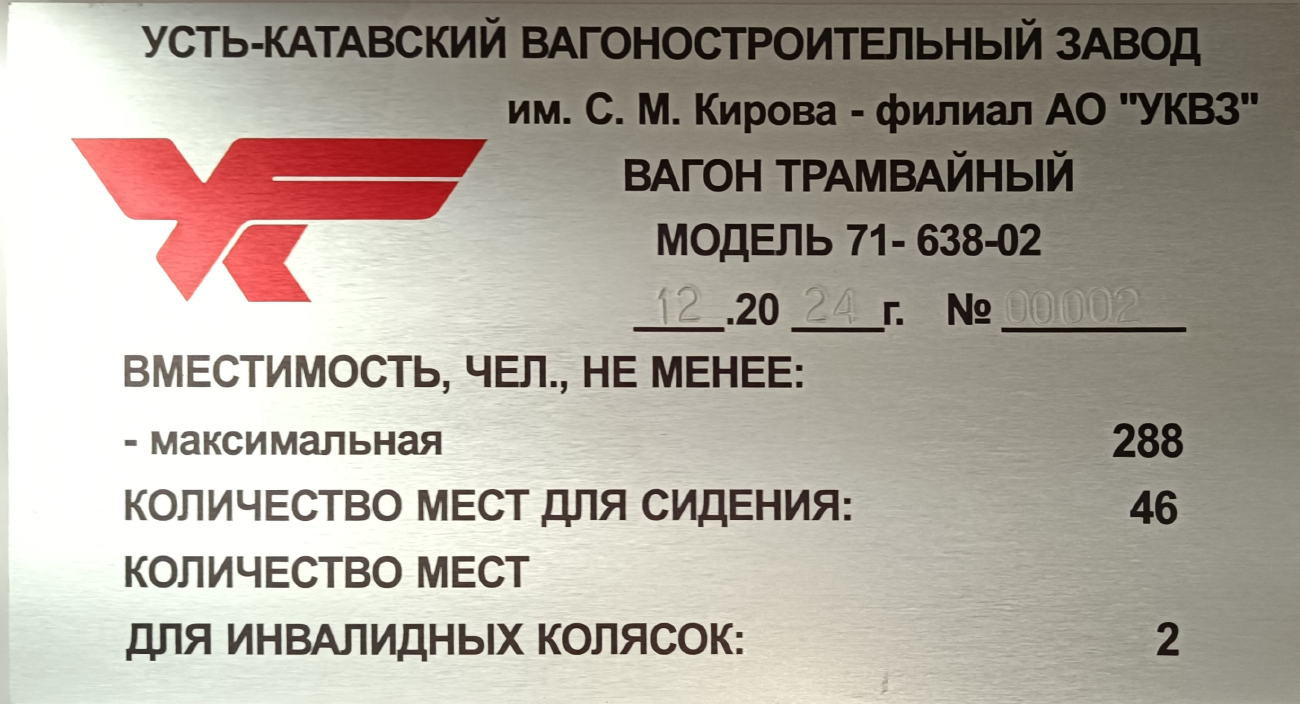 УСТЬ-КАТАВСКИЙ ВАГОНОСТРОИТЕЛЬНЫЙ ЗАВОД
им. С. М. Кирова - филиал АО "УКВЗ"
ВАГОН ТРАМВАЙНЫЙ
МОДЕЛЬ 71- 638-02
12.20 24г. № 00002
ВМЕСТИМОСТЬ, ЧЕЛ., НЕ МЕНЕЕ:
- максимальная 288
КОЛИЧЕСТВО МЕСТ ДЛЯ СИДЕНИЯ: 46
КОЛИЧЕСТВО МЕСТ
ДЛЯ ИНВАЛИДНЫХ КОЛЯСОК: 2